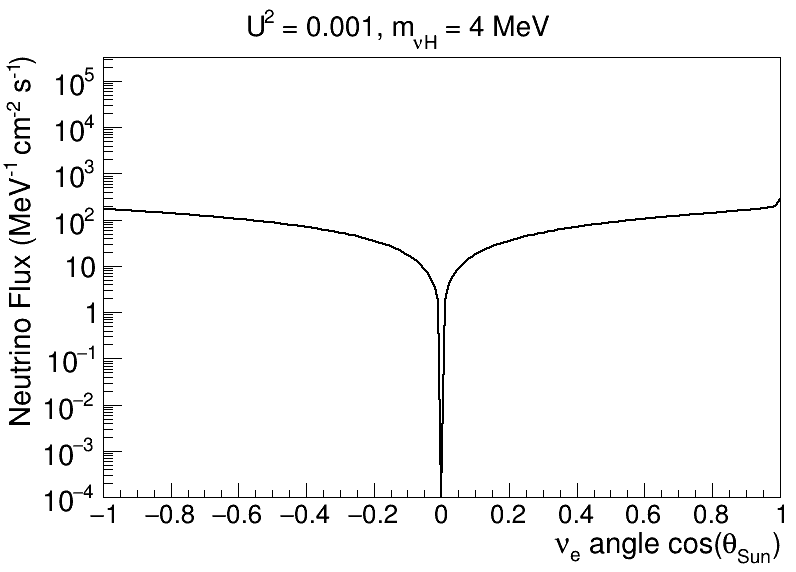 U² = 0.001, m_νH = 4 MeV
Neutrino Flux (MeV⁻¹ cm⁻² s⁻¹)
10⁵
10⁴
10³
10²
10
1
10⁻¹
10⁻²
10⁻³
10⁻⁴
−1 −0.8 −0.6 −0.4 −0.2 0 0.2 0.4 0.6 0.8 1
ν_e angle cos(θ_Sun)